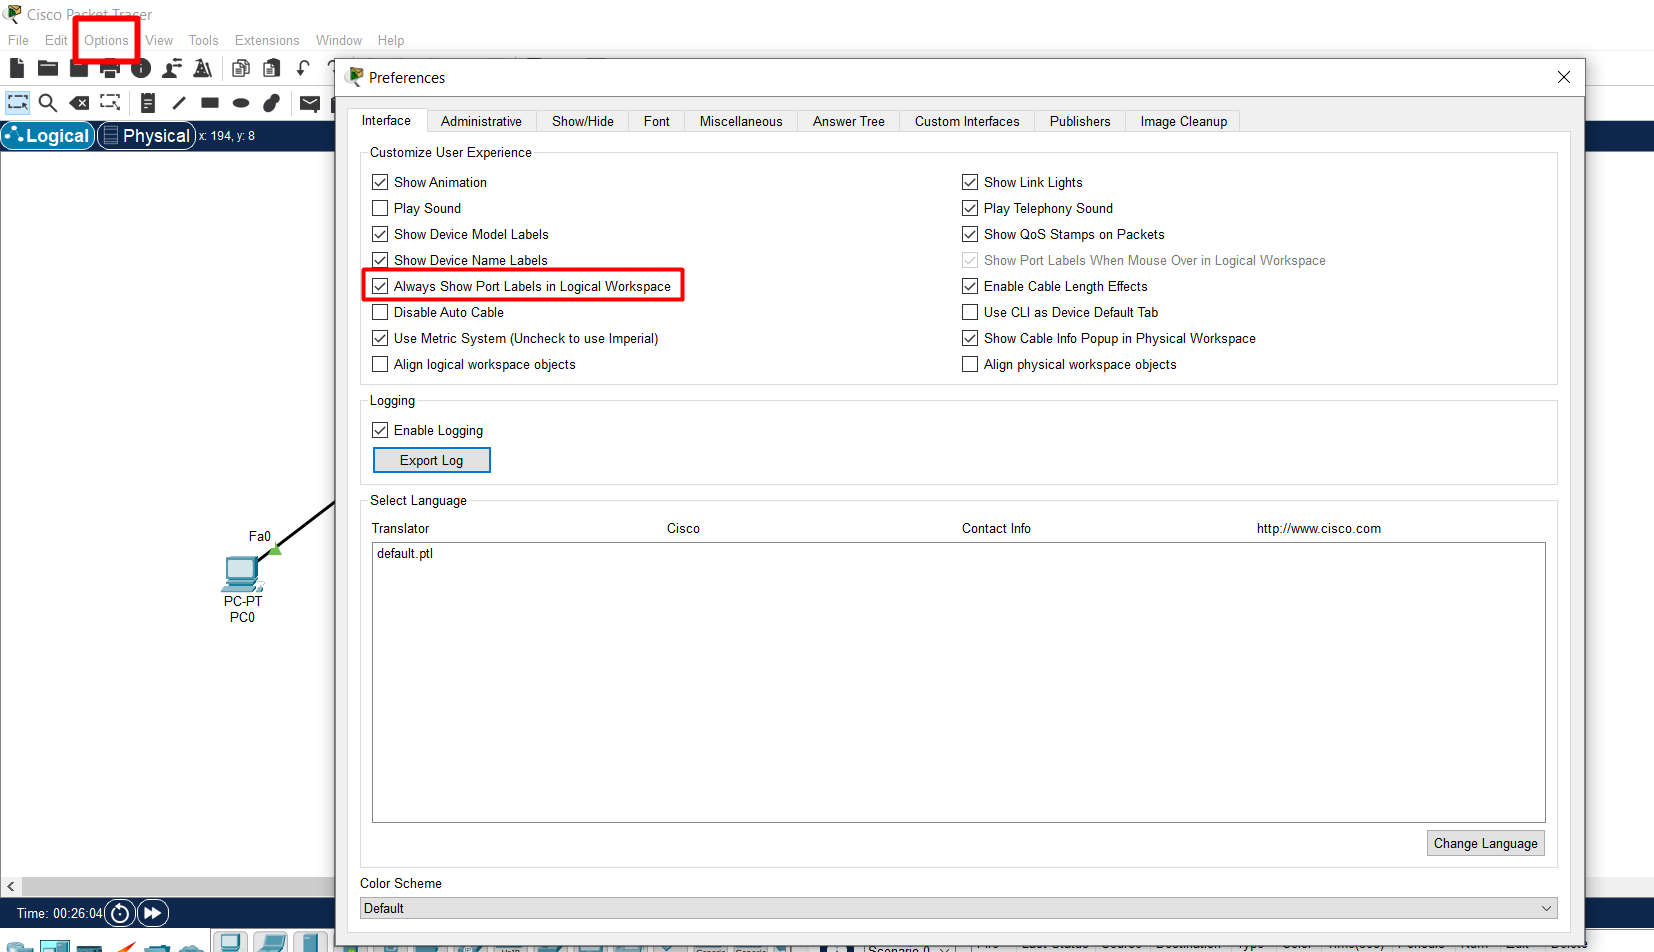 Cisco Packet Tracer
File Edit Options View Tools Extensions Window Help
Logical Physical x: 194, y: 8
Preferences
Interface Administrative Show/Hide Font Miscellaneous Answer Tree Custom Interfaces Publishers Image Cleanup
Customize User Experience
Show Animation
Show Link Lights
Play Sound
Play Telephony Sound
Show Device Model Labels
Show QoS Stamps on Packets
Show Device Name Labels
Show Port Labels When Mouse Over in Logical Workspace
Always Show Port Labels in Logical Workspace
Enable Cable Length Effects
Disable Auto Cable
Use CLI as Device Default Tab
Use Metric System (Uncheck to use Imperial)
Show Cable Info Popup in Physical Workspace
Align logical workspace objects
Align physical workspace objects
Logging
Enable Logging
Export Log
Select Language
Translator Cisco Contact Info http://www.cisco.com
default.ptl
Fa0
PC-PT
PC0
Change Language
Color Scheme
Default
Time: 00:26:04
Scenario 0